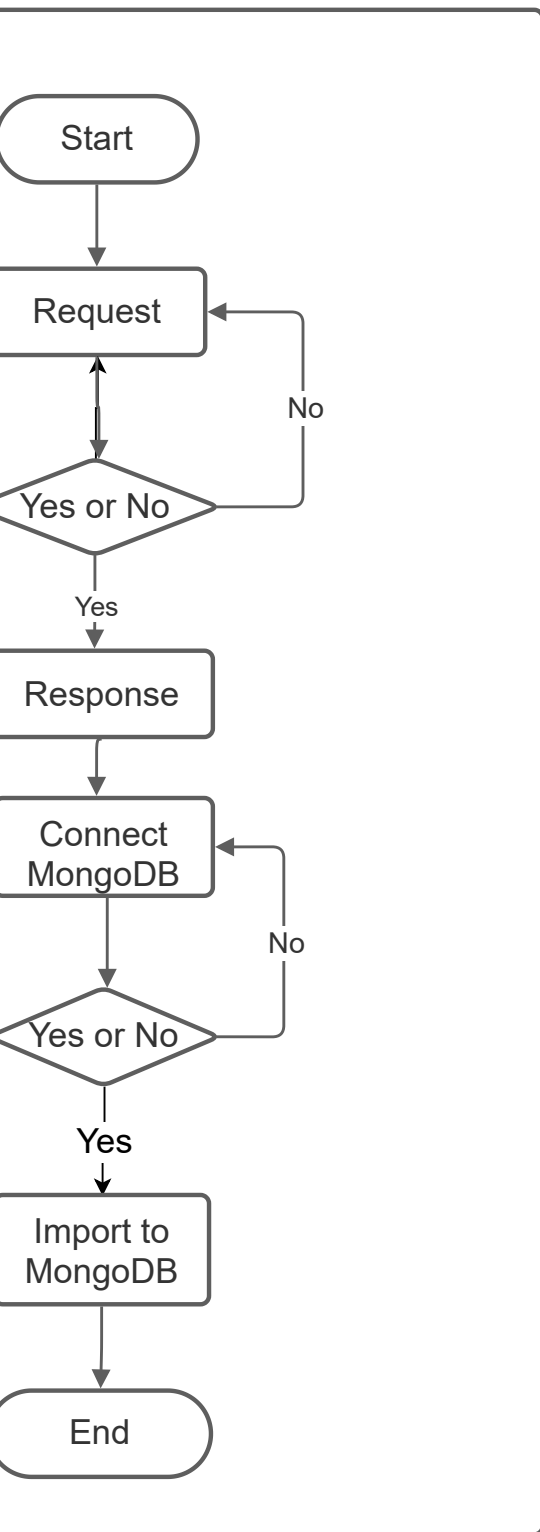 Start
Request
No
Yes or No
Yes
Response
Connect
MongoDB
No
Yes or No
Yes
Import to
MongoDB
End